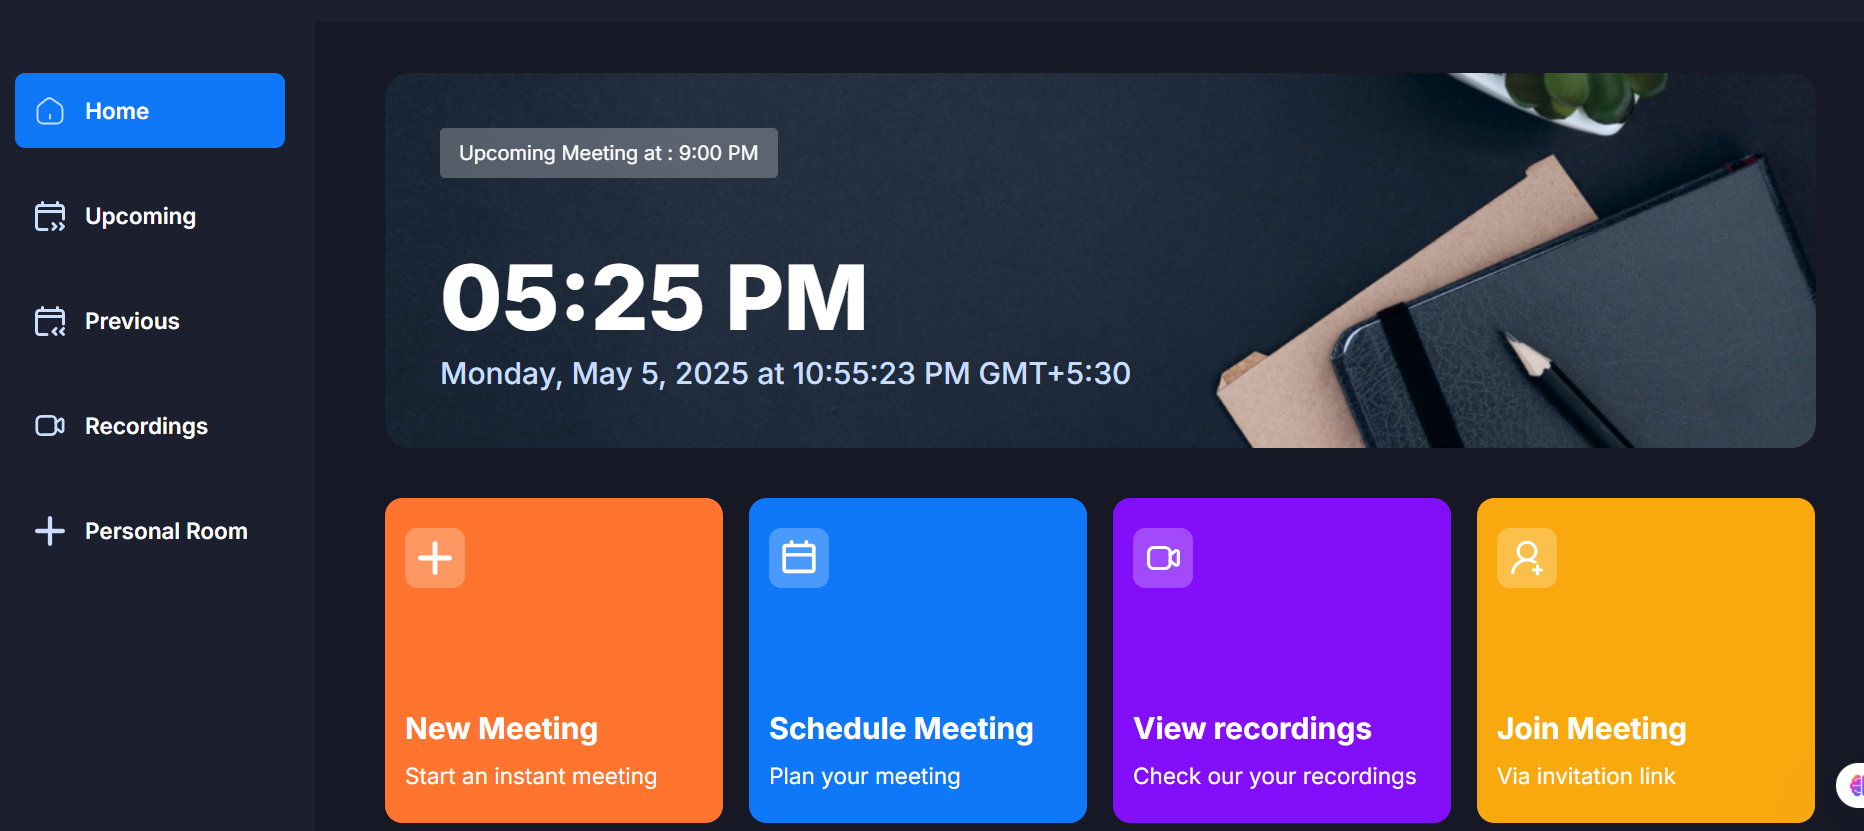 Home
Upcoming
Previous
Recordings
Personal Room
Upcoming Meeting at : 9:00 PM
05:25 PM
Monday, May 5, 2025 at 10:55:23 PM GMT+5:30
New Meeting
Start an instant meeting
Schedule Meeting
Plan your meeting
View recordings
Check our your recordings
Join Meeting
Via invitation link